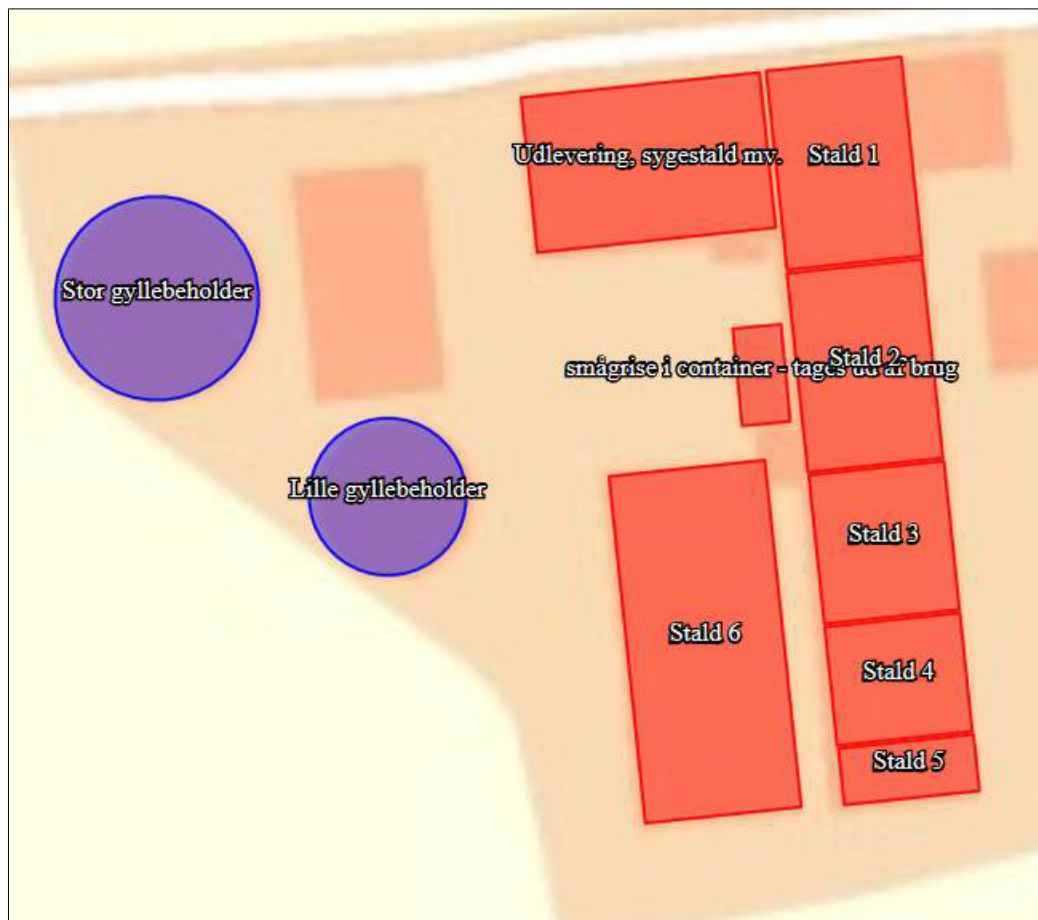 Udlevering, sygestald mv.
Stald 1
Stor gyllebeholder
Stald 2
smågrise i container - tages ud af brug
Lille gyllebeholder
Stald 3
Stald 6
Stald 4
Stald 5